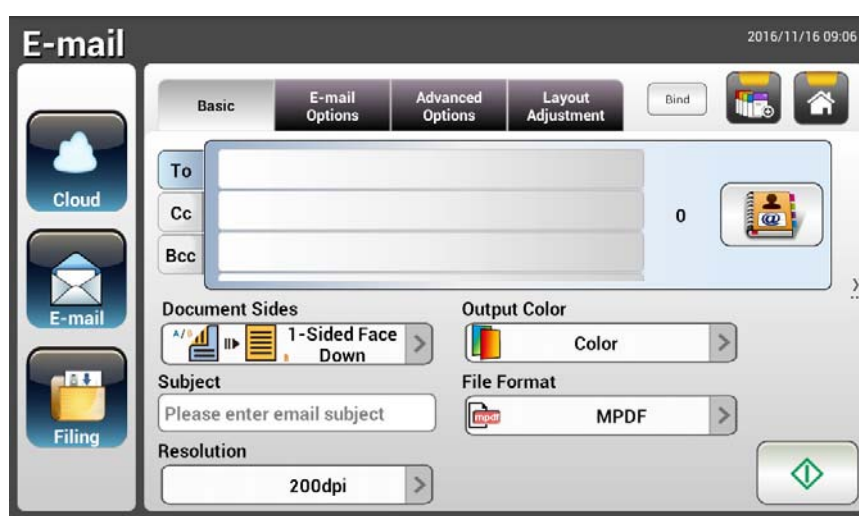 E-mail
2016/11/16 09:06
Cloud
E-mail
Filing
Basic
E-mail
Options
Advanced
Options
Layout
Adjustment
Bind
To
Cc
Bcc
0
@
Document Sides
A/B
1-Sided Face
Down
Output Color
Color
Subject
Please enter email subject
File Format
mpdf
MPDF
Resolution
200dpi